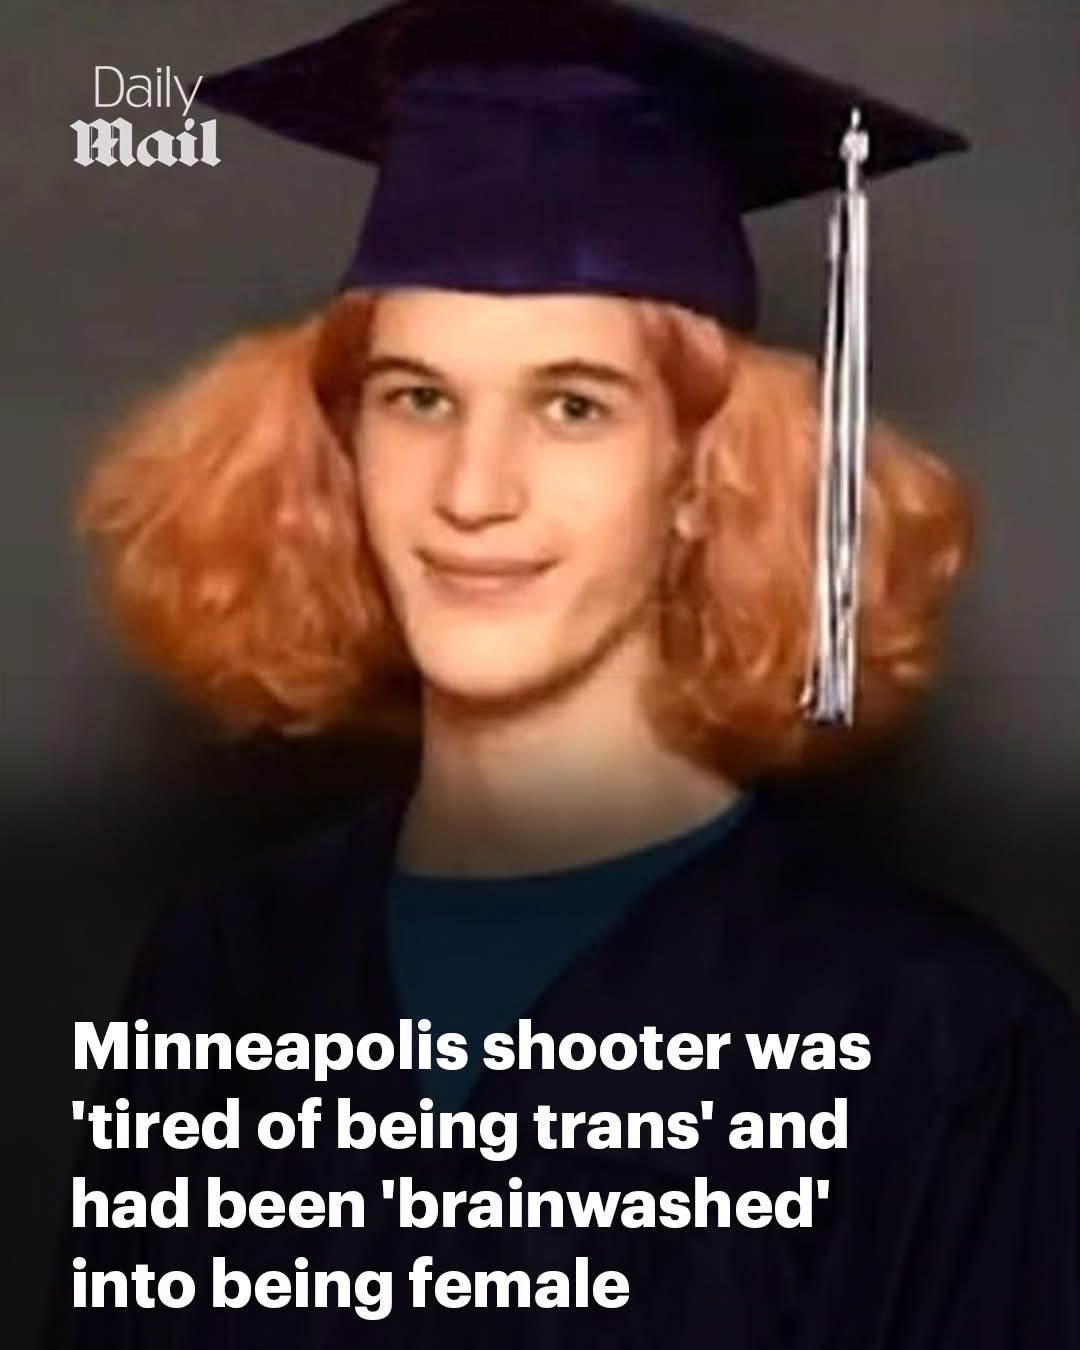 Daily
Mail
Minneapolis shooter was
'tired of being trans' and
had been 'brainwashed'
into being female